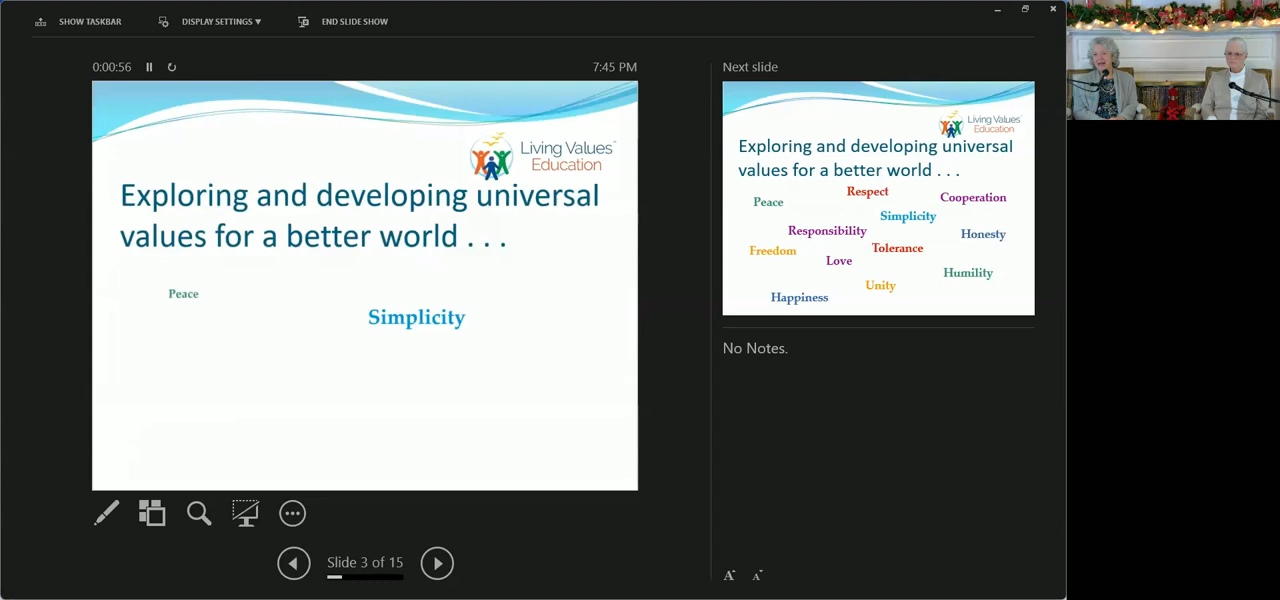 SHOW TASKBAR
DISPLAY SETTINGS ▾
END SLIDE SHOW
0:00:56
7:45 PM
Living Values
Education
Exploring and developing universal
values for a better world . . .
Peace
Simplicity
Slide 3 of 15
Next slide
Living Values
Education
Exploring and developing universal
values for a better world . . .
Respect
Peace
Cooperation
Simplicity
Responsibility
Honesty
Freedom
Tolerance
Love
Humility
Unity
Happiness
No Notes.
A A